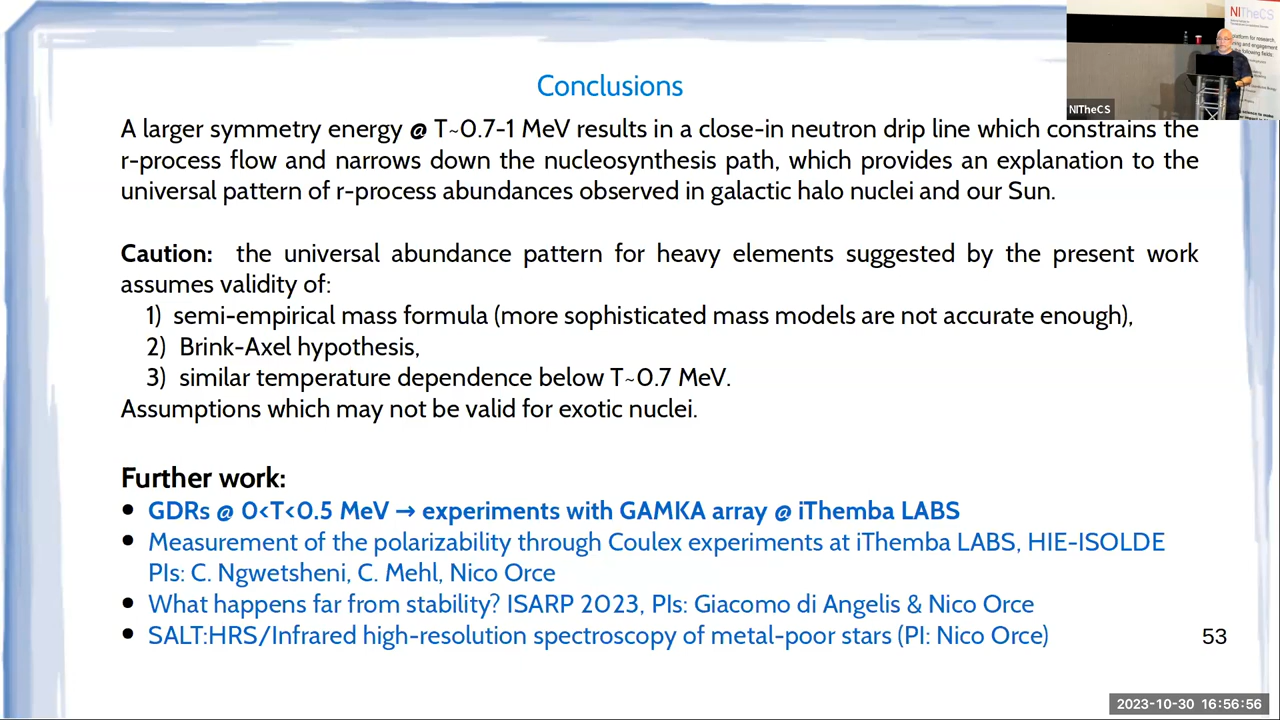 Conclusions
A larger symmetry energy @ T~0.7-1 MeV results in a close-in neutron drip line which constrains the
r-process flow and narrows down the nucleosynthesis path, which provides an explanation to the
universal pattern of r-process abundances observed in galactic halo nuclei and our Sun.
Caution: the universal abundance pattern for heavy elements suggested by the present work
assumes validity of:
1) semi-empirical mass formula (more sophisticated mass models are not accurate enough),
2) Brink-Axel hypothesis,
3) similar temperature dependence below T~0.7 MeV.
Assumptions which may not be valid for exotic nuclei.
Further work:
• GDRs @ 0<T<0.5 MeV → experiments with GAMKA array @ iThemba LABS
• Measurement of the polarizability through Coulex experiments at iThemba LABS, HIE-ISOLDE
PIs: C. Ngwetsheni, C. Mehl, Nico Orce
• What happens far from stability? ISARP 2023, PIs: Giacomo di Angelis & Nico Orce
• SALT:HRS/Infrared high-resolution spectroscopy of metal-poor stars (PI: Nico Orce)
53
NITheCS
NITheCS
2023-10-30 16:56:56